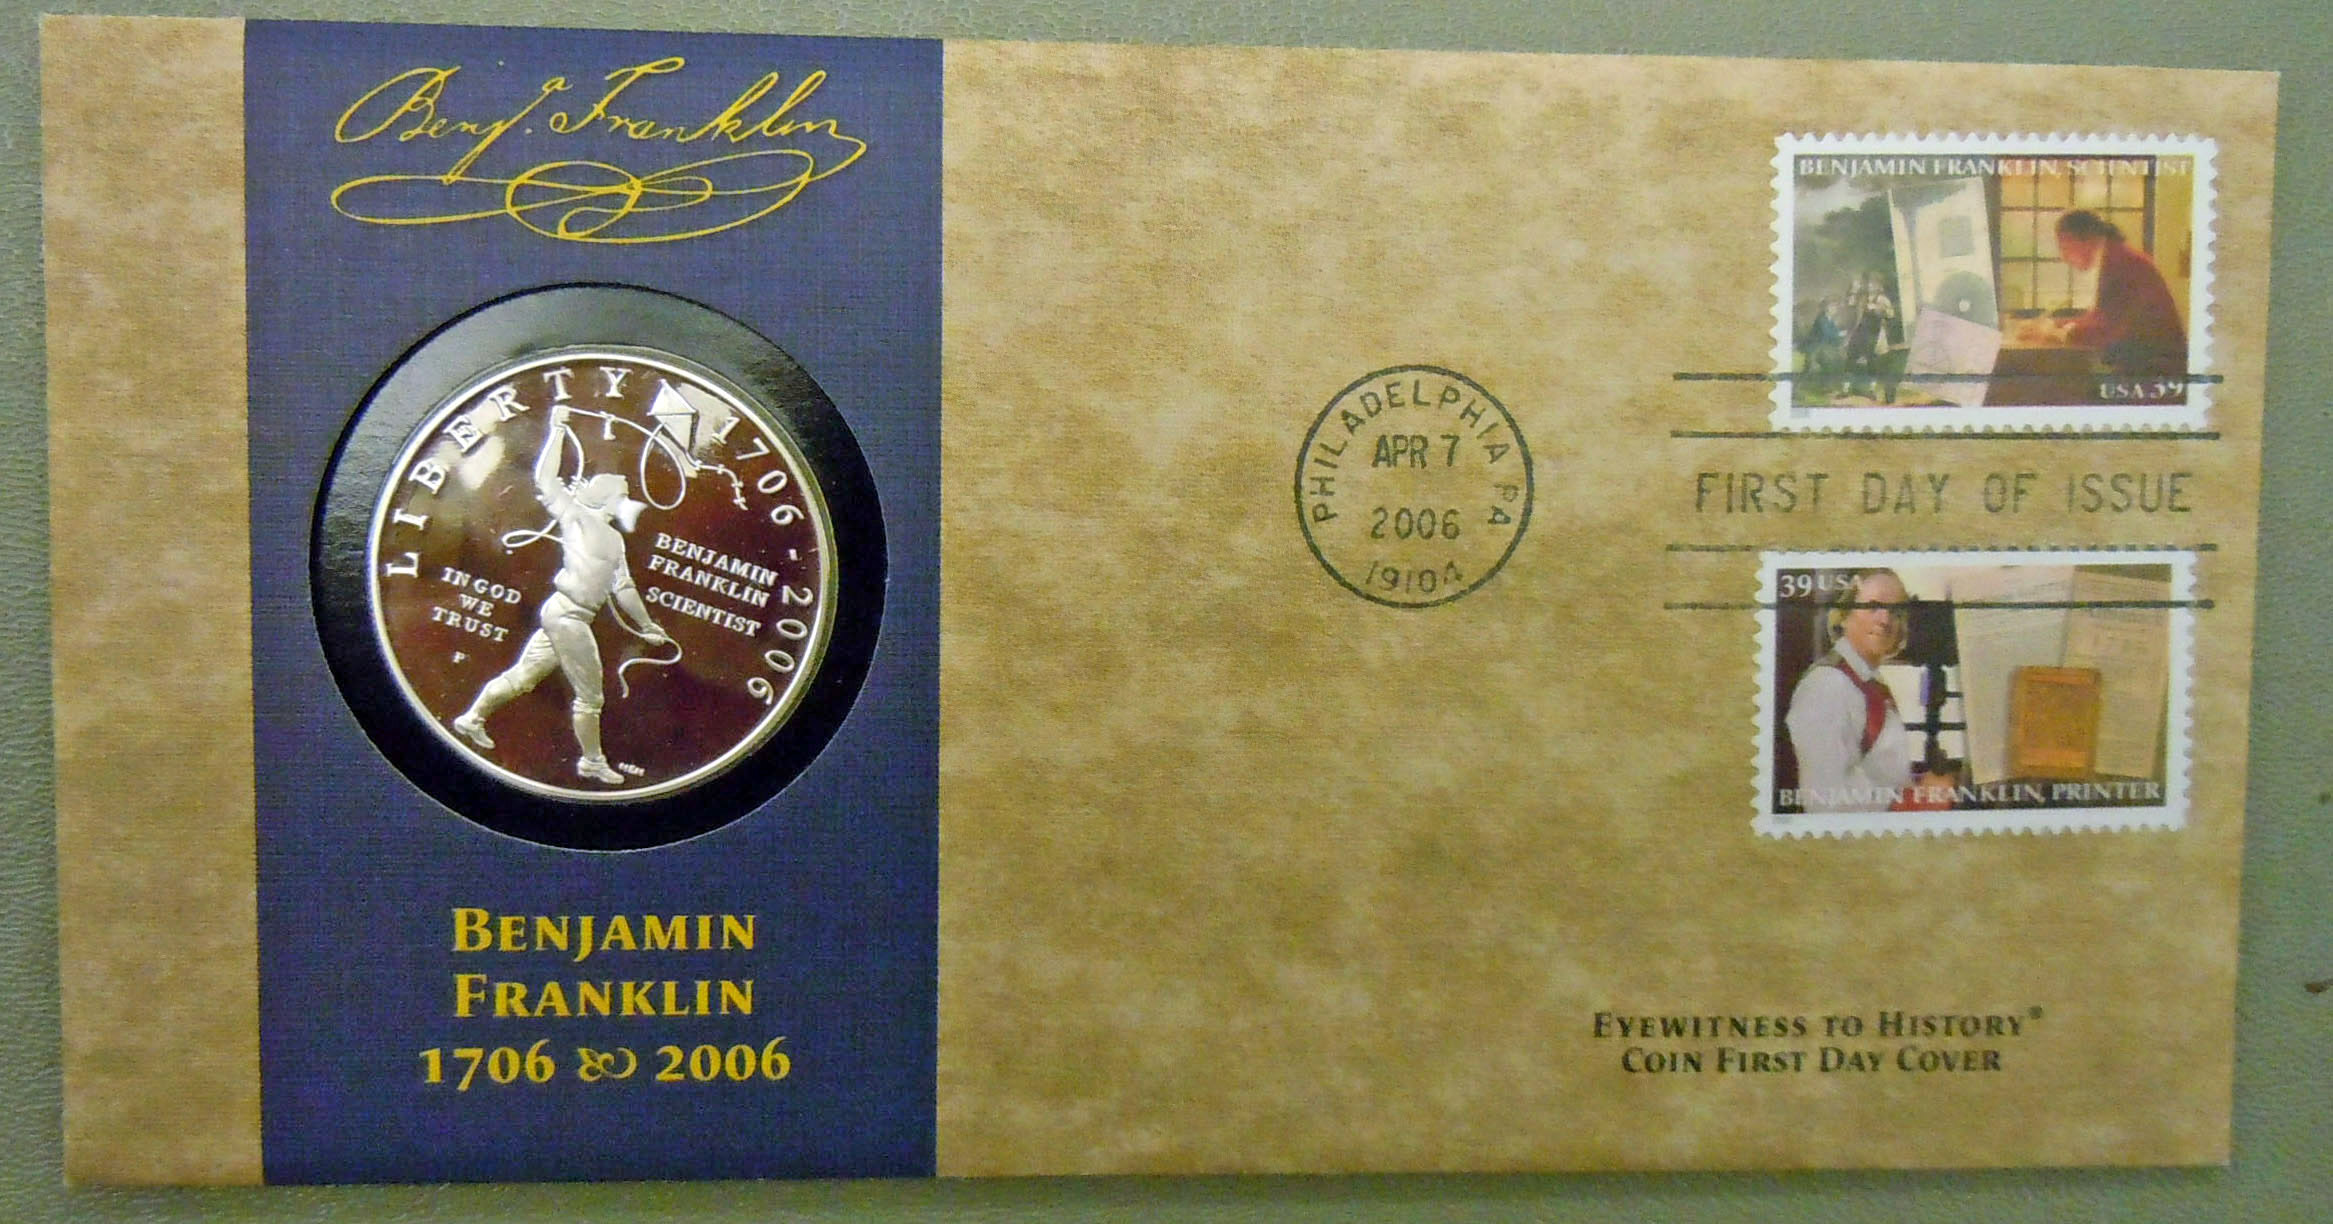 Benjᵃ. Franklin
LIBERTY 1706-2006
IN GOD
WE
TRUST
P
BENJAMIN
FRANKLIN
SCIENTIST
MEM
BENJAMIN
FRANKLIN
1706 2006
PHILADELPHIA PA
APR 7
2006
19104
BENJAMIN FRANKLIN, SCIENTIST
USA 39
FIRST DAY OF ISSUE
39 USA
BENJAMIN FRANKLIN, PRINTER
EYEWITNESS TO HISTORY®
COIN FIRST DAY COVER